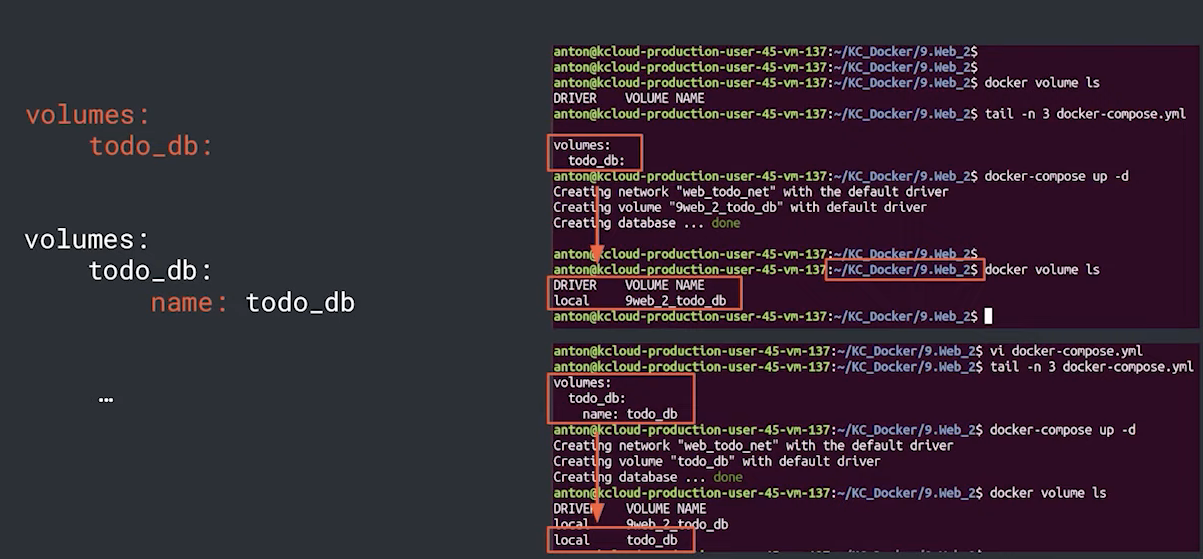 volumes:
    todo_db:
volumes:
    todo_db:
        name: todo_db
...
anton@kcloud-production-user-45-vm-137:~/KC_Docker/9.Web_2$
anton@kcloud-production-user-45-vm-137:~/KC_Docker/9.Web_2$
anton@kcloud-production-user-45-vm-137:~/KC_Docker/9.Web_2$ docker volume ls
DRIVER    VOLUME NAME
anton@kcloud-production-user-45-vm-137:~/KC_Docker/9.Web_2$ tail -n 3 docker-compose.yml
volumes:
  todo_db:
anton@kcloud-production-user-45-vm-137:~/KC_Docker/9.Web_2$ docker-compose up -d
Creating network "web_todo_net" with the default driver
Creating volume "9web_2_todo_db" with default driver
Creating database ... done
anton@kcloud-production-user-45-vm-137:~/KC_Docker/9.Web_2$
anton@kcloud-production-user-45-vm-137:~/KC_Docker/9.Web_2$ docker volume ls
DRIVER    VOLUME NAME
local     9web_2_todo_db
anton@kcloud-production-user-45-vm-137:~/KC_Docker/9.Web_2$
anton@kcloud-production-user-45-vm-137:~/KC_Docker/9.Web_2$ vi docker-compose.yml
anton@kcloud-production-user-45-vm-137:~/KC_Docker/9.Web_2$ tail -n 3 docker-compose.yml
volumes:
  todo_db:
    name: todo_db
anton@kcloud-production-user-45-vm-137:~/KC_Docker/9.Web_2$ docker-compose up -d
Creating network "web_todo_net" with the default driver
Creating volume "todo_db" with default driver
Creating database ... done
anton@kcloud-production-user-45-vm-137:~/KC_Docker/9.Web_2$ docker volume ls
DRIVER    VOLUME NAME
local     9web_2_todo_db
local     todo_db